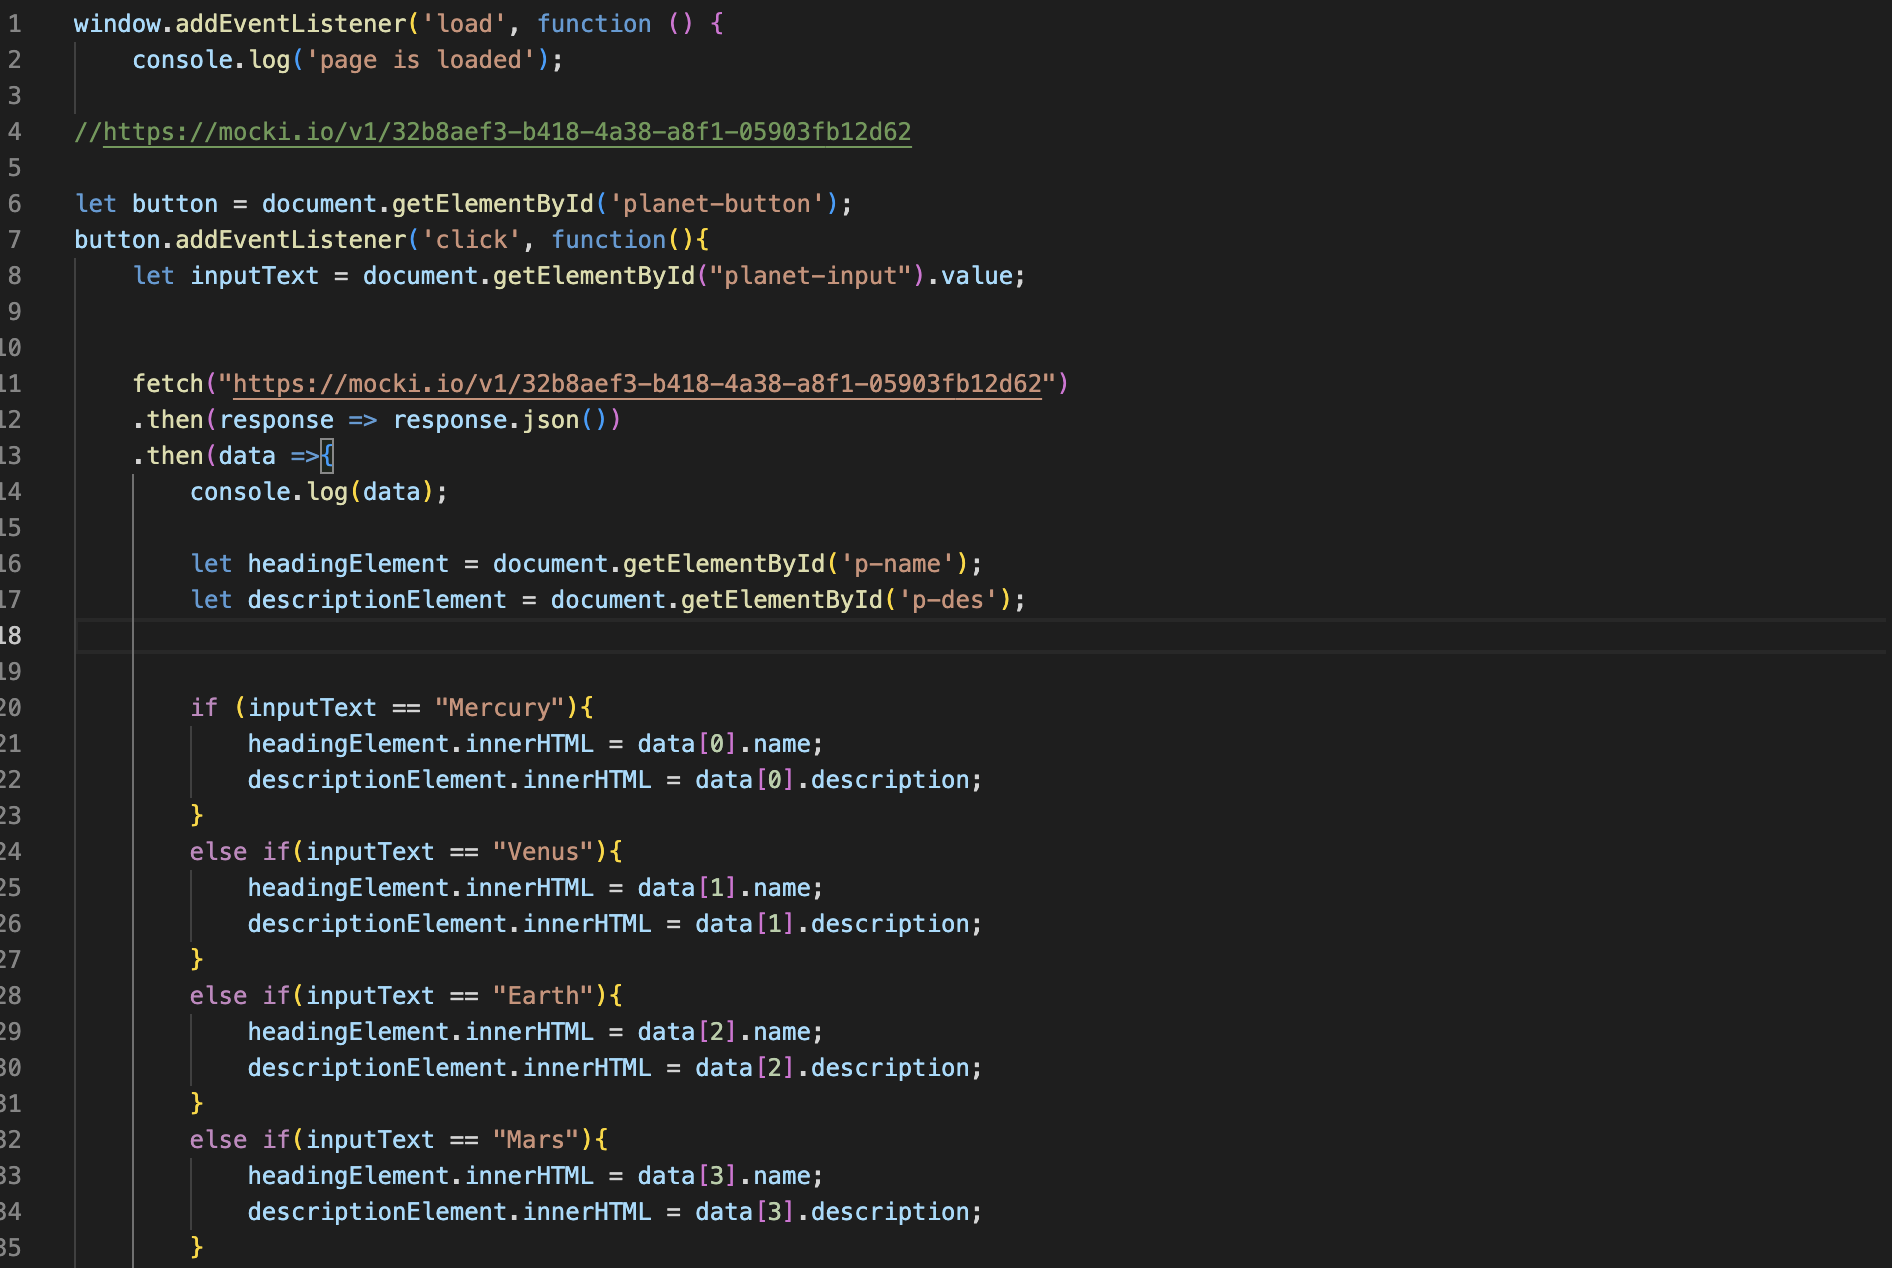 1 window.addEventListener('load', function () {
2 console.log('page is loaded');
3
4 //https://mocki.io/v1/32b8aef3-b418-4a38-a8f1-05903fb12d62
5
6 let button = document.getElementById('planet-button');
7 button.addEventListener('click', function(){
8 let inputText = document.getElementById("planet-input").value;
9
10
11 fetch("https://mocki.io/v1/32b8aef3-b418-4a38-a8f1-05903fb12d62")
12 .then(response => response.json())
13 .then(data =>{
14 console.log(data);
15
16 let headingElement = document.getElementById('p-name');
17 let descriptionElement = document.getElementById('p-des');
18
19
20 if (inputText == "Mercury"){
21 headingElement.innerHTML = data[0].name;
22 descriptionElement.innerHTML = data[0].description;
23 }
24 else if(inputText == "Venus"){
25 headingElement.innerHTML = data[1].name;
26 descriptionElement.innerHTML = data[1].description;
27 }
28 else if(inputText == "Earth"){
29 headingElement.innerHTML = data[2].name;
30 descriptionElement.innerHTML = data[2].description;
31 }
32 else if(inputText == "Mars"){
33 headingElement.innerHTML = data[3].name;
34 descriptionElement.innerHTML = data[3].description;
35 }